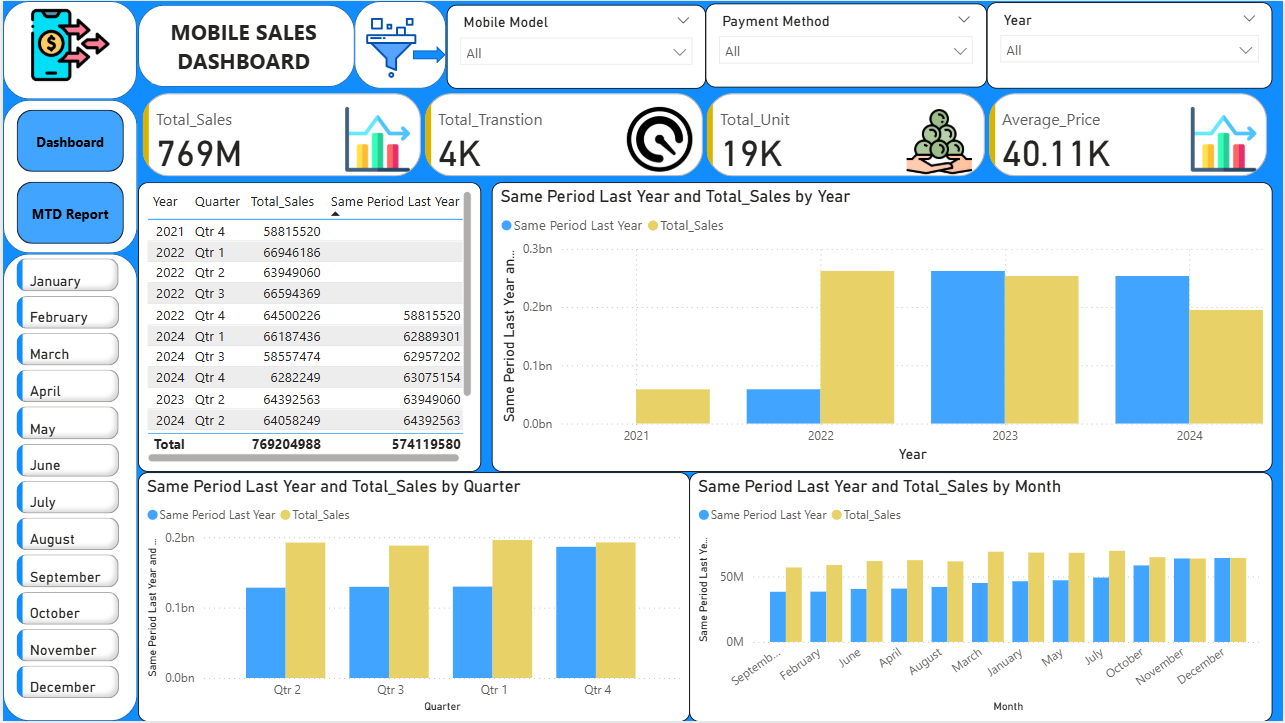 MOBILE SALES
DASHBOARD
Mobile Model
All
Payment Method
All
Year
All
Dashboard
MTD Report
Total_Sales
769M
Total_Transtion
4K
Total_Unit
19K
Average_Price
40.11K
January
February
March
April
May
June
July
August
September
October
November
December
Year Quarter Total_Sales Same Period Last Year
2021 Qtr 4 58815520
2022 Qtr 1 66946186
2022 Qtr 2 63949060
2022 Qtr 3 66594369
2022 Qtr 4 64500226 58815520
2024 Qtr 1 66187436 62889301
2024 Qtr 3 58557474 62957202
2024 Qtr 4 6282249 63075154
2023 Qtr 2 64392563 63949060
2024 Qtr 2 64058249 64392563
Total 769204988 574119580
Same Period Last Year and Total_Sales by Year
Same Period Last Year Total_Sales
Same Period Last Year an...
0.3bn
0.2bn
0.1bn
0.0bn
2021 2022 2023 2024
Year
Same Period Last Year and Total_Sales by Quarter
Same Period Last Year Total_Sales
Same Period Last Year and ...
0.2bn
0.1bn
0.0bn
Qtr 2 Qtr 3 Qtr 1 Qtr 4
Quarter
Same Period Last Year and Total_Sales by Month
Same Period Last Year Total_Sales
Same Period Last Ye...
50M
0M
Septemb... February June April August March January May July October November December
Month